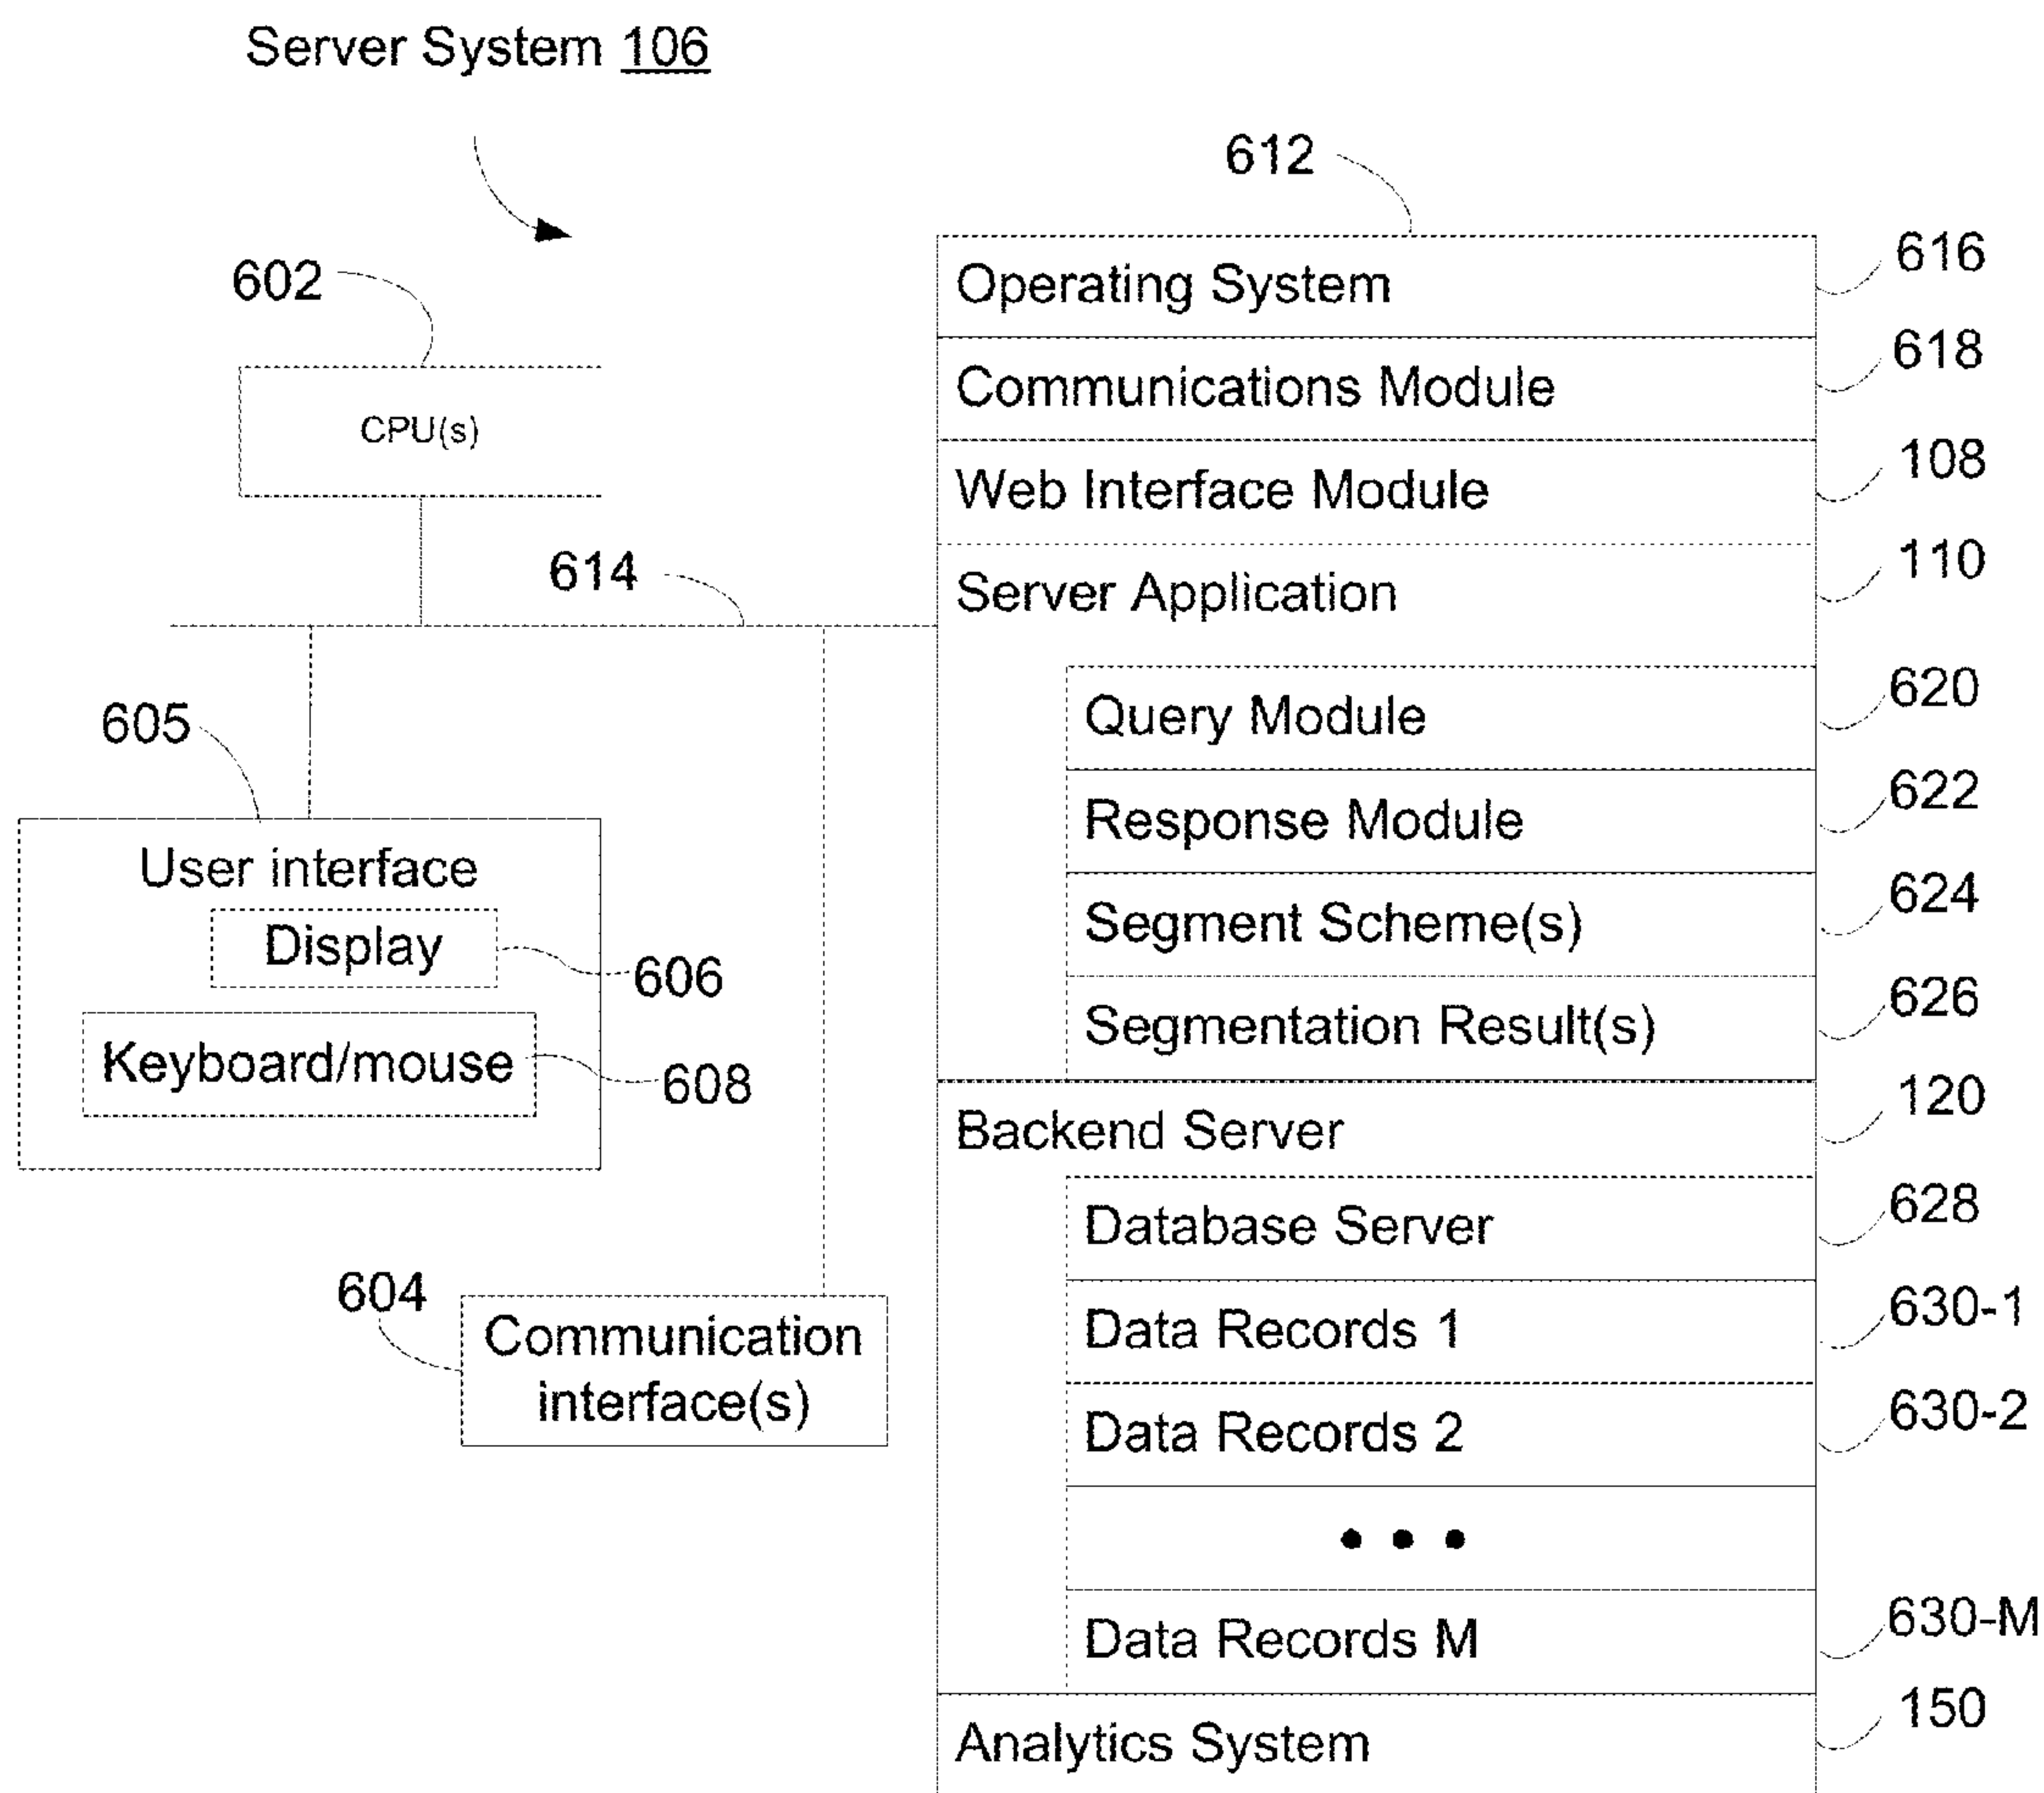 Server System 106
612
602
CPU(s)
614
605
User interface
Display
606
Keyboard/mouse
608
604
Communication
interface(s)
Operating System
616
Communications Module
618
Web Interface Module
108
Server Application
110
Query Module
620
Response Module
622
Segment Scheme(s)
624
Segmentation Result(s)
626
Backend Server
120
Database Server
628
Data Records 1
630-1
Data Records 2
630-2
• • •
Data Records M
630-M
Analytics System
150